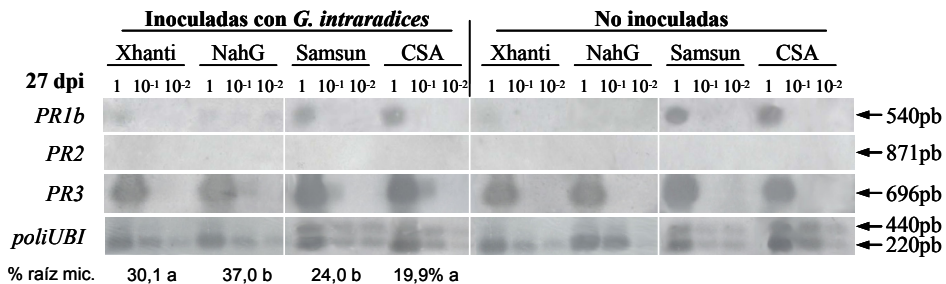 Inoculadas con G. intraradices No inoculadas
Xhanti NahG Samsun CSA Xhanti NahG Samsun CSA
27 dpi 1 10⁻¹ 10⁻² 1 10⁻¹ 10⁻² 1 10⁻¹ 10⁻² 1 10⁻¹ 10⁻² 1 10⁻¹ 10⁻² 1 10⁻¹ 10⁻² 1 10⁻¹ 10⁻² 1 10⁻¹ 10⁻²
PR1b 540pb
PR2 871pb
PR3 696pb
poliUBI 440pb
220pb
% raíz mic. 30,1 a 37,0 b 24,0 b 19,9% a